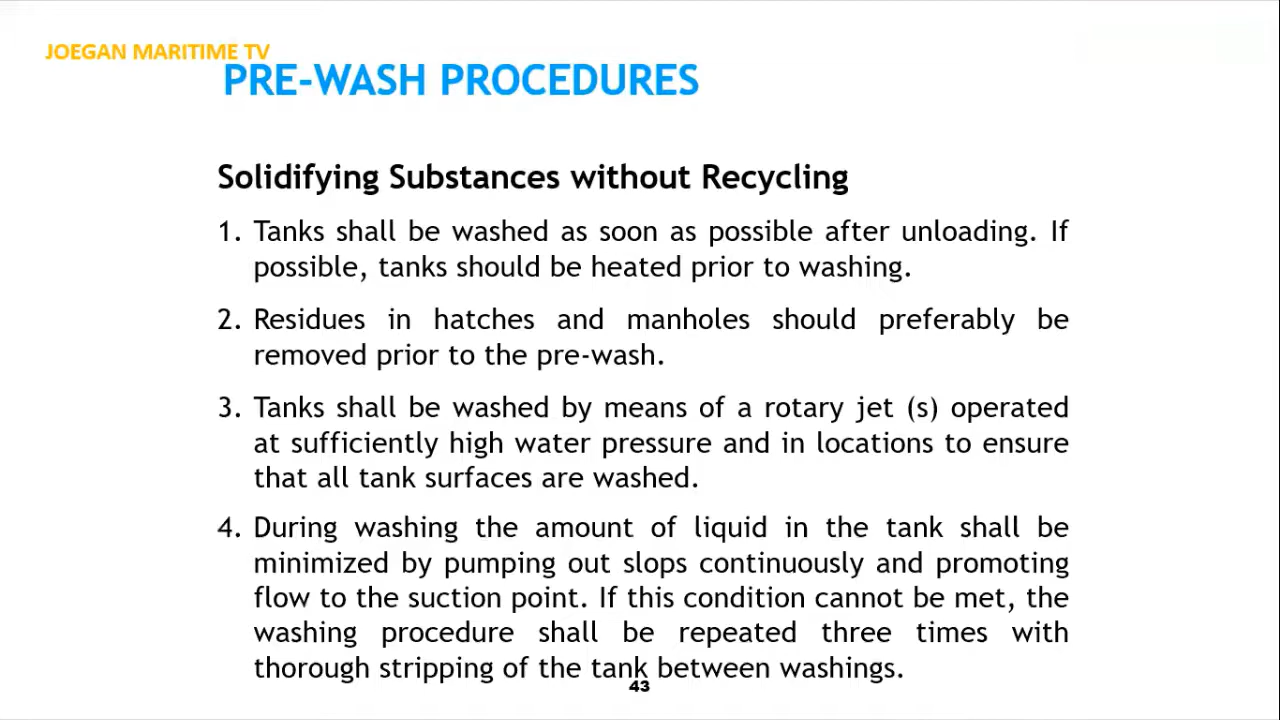 JOEGAN MARITIME TV
PRE-WASH PROCEDURES
Solidifying Substances without Recycling
1. Tanks shall be washed as soon as possible after unloading. If
possible, tanks should be heated prior to washing.
2. Residues in hatches and manholes should preferably be
removed prior to the pre-wash.
3. Tanks shall be washed by means of a rotary jet (s) operated
at sufficiently high water pressure and in locations to ensure
that all tank surfaces are washed.
4. During washing the amount of liquid in the tank shall be
minimized by pumping out slops continuously and promoting
flow to the suction point. If this condition cannot be met, the
washing procedure shall be repeated three times with
thorough stripping of the tank between washings.
43